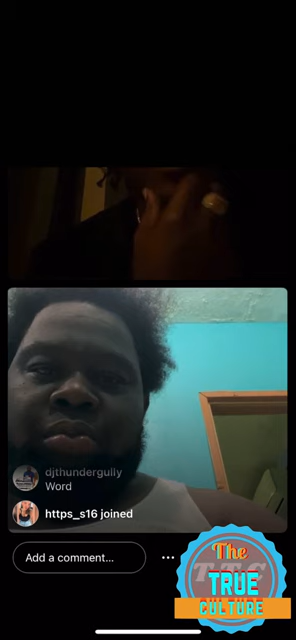 djthundergully
Word
https_s16 joined
Add a comment...
The
TRUE
CULTURE